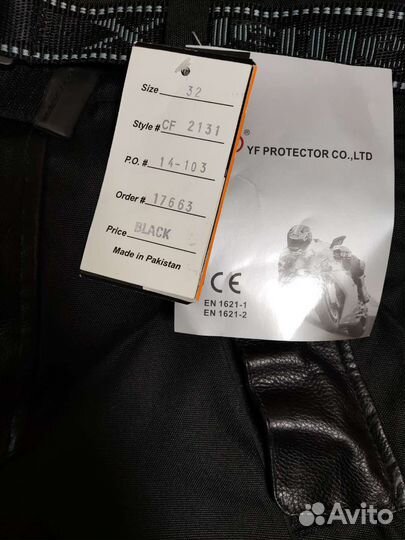 Size 32
Style # CF 2131
P.O. # 14-103
Order # 17663
Price BLACK
Made in Pakistan
YF PROTECTOR CO.,LTD
CE
EN 1621-1
EN 1621-2
Avito